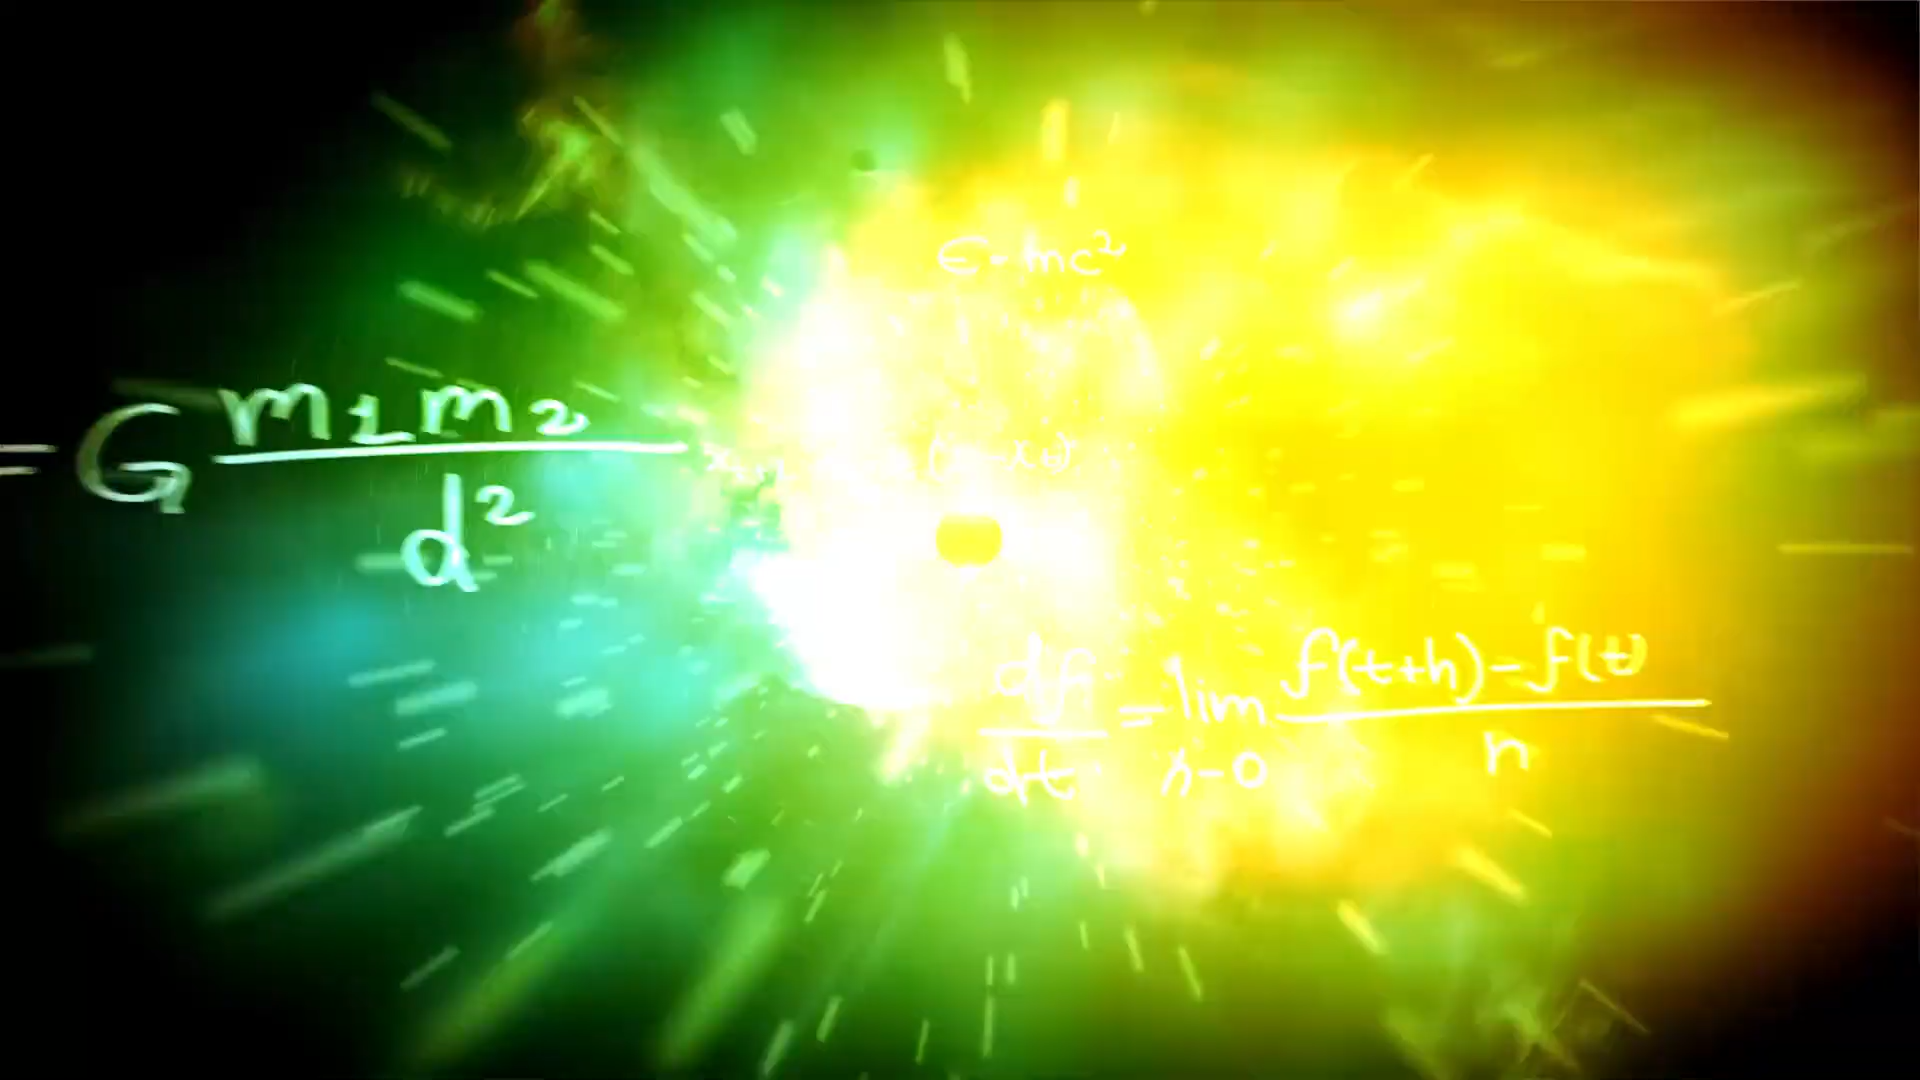 E=mc²
= G m₁m₂ / d²
df/dt = lim h→0 f(t+h)-f(t) / h